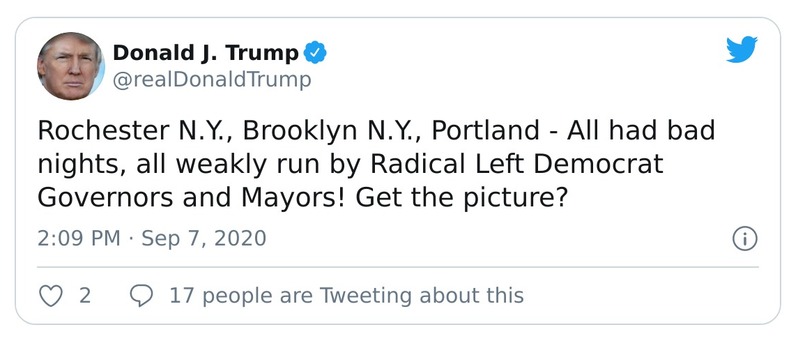 Donald J. Trump
@realDonaldTrump
Rochester N.Y., Brooklyn N.Y., Portland - All had bad
nights, all weakly run by Radical Left Democrat
Governors and Mayors! Get the picture?
2:09 PM · Sep 7, 2020
2 17 people are Tweeting about this